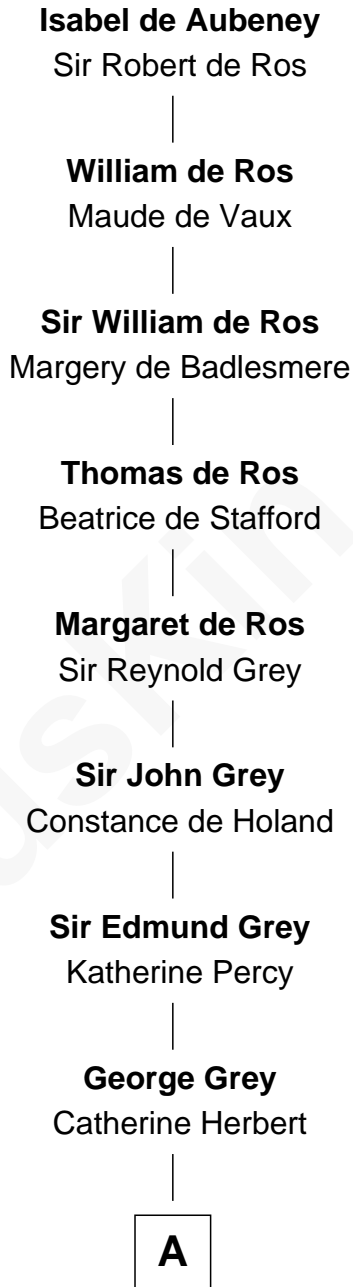 Isabel de Aubeney
Sir Robert de Ros
William de Ros
Maude de Vaux
Sir William de Ros
Margery de Badlesmere
Thomas de Ros
Beatrice de Stafford
Margaret de Ros
Sir Reynold Grey
Sir John Grey
Constance de Holand
Sir Edmund Grey
Katherine Percy
George Grey
Catherine Herbert
A